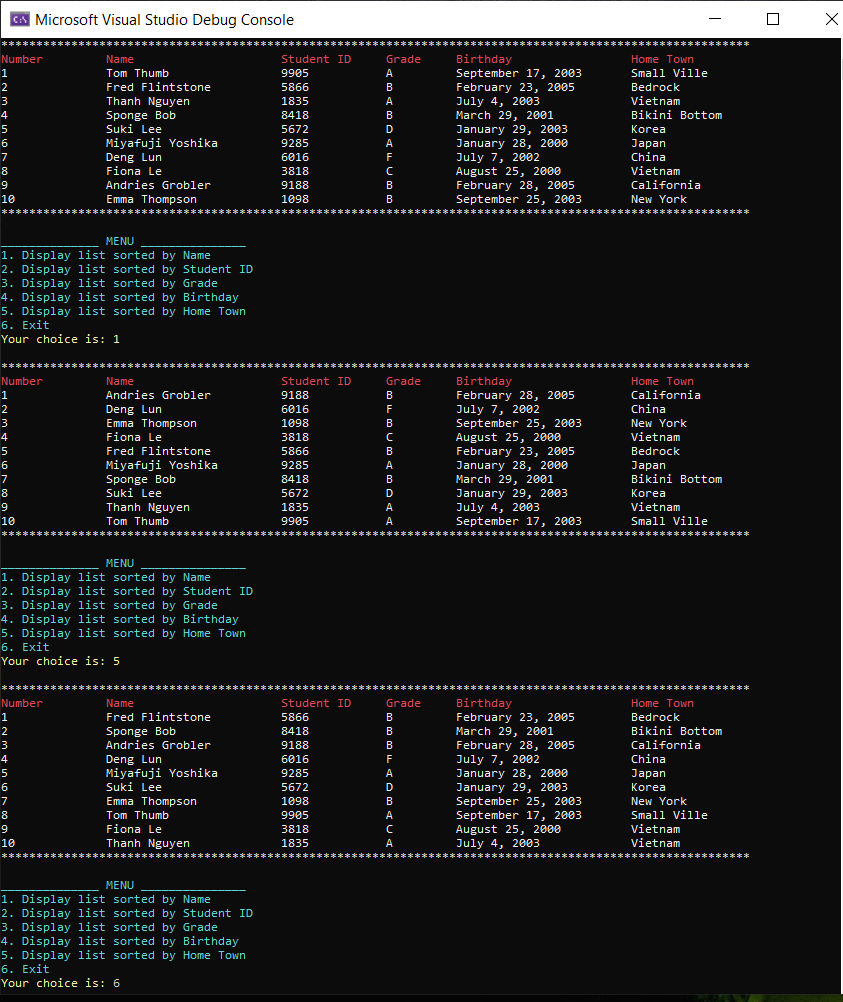 Microsoft Visual Studio Debug Console
***********************************************************************************************************
Number Name Student ID Grade Birthday Home Town
1 Tom Thumb 9905 A September 17, 2003 Small Ville
2 Fred Flintstone 5866 B February 23, 2005 Bedrock
3 Thanh Nguyen 1835 A July 4, 2003 Vietnam
4 Sponge Bob 8418 B March 29, 2001 Bikini Bottom
5 Suki Lee 5672 D January 29, 2003 Korea
6 Miyafuji Yoshika 9285 A January 28, 2000 Japan
7 Deng Lun 6016 F July 7, 2002 China
8 Fiona Le 3818 C August 25, 2000 Vietnam
9 Andries Grobler 9188 B February 28, 2005 California
10 Emma Thompson 1098 B September 25, 2003 New York
***********************************************************************************************************
______________ MENU _______________
1. Display list sorted by Name
2. Display list sorted by Student ID
3. Display list sorted by Grade
4. Display list sorted by Birthday
5. Display list sorted by Home Town
6. Exit
Your choice is: 1
***********************************************************************************************************
Number Name Student ID Grade Birthday Home Town
1 Andries Grobler 9188 B February 28, 2005 California
2 Deng Lun 6016 F July 7, 2002 China
3 Emma Thompson 1098 B September 25, 2003 New York
4 Fiona Le 3818 C August 25, 2000 Vietnam
5 Fred Flintstone 5866 B February 23, 2005 Bedrock
6 Miyafuji Yoshika 9285 A January 28, 2000 Japan
7 Sponge Bob 8418 B March 29, 2001 Bikini Bottom
8 Suki Lee 5672 D January 29, 2003 Korea
9 Thanh Nguyen 1835 A July 4, 2003 Vietnam
10 Tom Thumb 9905 A September 17, 2003 Small Ville
***********************************************************************************************************
______________ MENU _______________
1. Display list sorted by Name
2. Display list sorted by Student ID
3. Display list sorted by Grade
4. Display list sorted by Birthday
5. Display list sorted by Home Town
6. Exit
Your choice is: 5
***********************************************************************************************************
Number Name Student ID Grade Birthday Home Town
1 Fred Flintstone 5866 B February 23, 2005 Bedrock
2 Sponge Bob 8418 B March 29, 2001 Bikini Bottom
3 Andries Grobler 9188 B February 28, 2005 California
4 Deng Lun 6016 F July 7, 2002 China
5 Miyafuji Yoshika 9285 A January 28, 2000 Japan
6 Suki Lee 5672 D January 29, 2003 Korea
7 Emma Thompson 1098 B September 25, 2003 New York
8 Tom Thumb 9905 A September 17, 2003 Small Ville
9 Fiona Le 3818 C August 25, 2000 Vietnam
10 Thanh Nguyen 1835 A July 4, 2003 Vietnam
***********************************************************************************************************
______________ MENU _______________
1. Display list sorted by Name
2. Display list sorted by Student ID
3. Display list sorted by Grade
4. Display list sorted by Birthday
5. Display list sorted by Home Town
6. Exit
Your choice is: 6